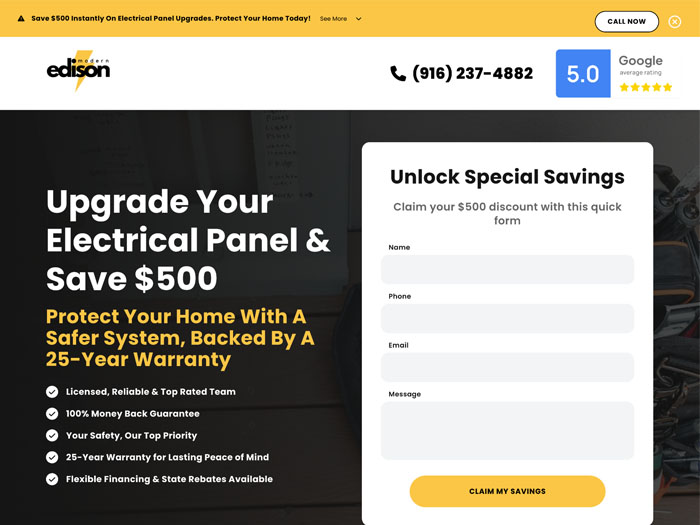 Save $500 Instantly On Electrical Panel Upgrades. Protect Your Home Today! See More
CALL NOW
modern
edison
(916) 237-4882
5.0
Google
average rating
Upgrade Your
Electrical Panel &
Save $500
Protect Your Home With A
Safer System, Backed By A
25-Year Warranty
Licensed, Reliable & Top Rated Team
100% Money Back Guarantee
Your Safety, Our Top Priority
25-Year Warranty for Lasting Peace of Mind
Flexible Financing & State Rebates Available
Unlock Special Savings
Claim your $500 discount with this quick
form
Name
Phone
Email
Message
CLAIM MY SAVINGS